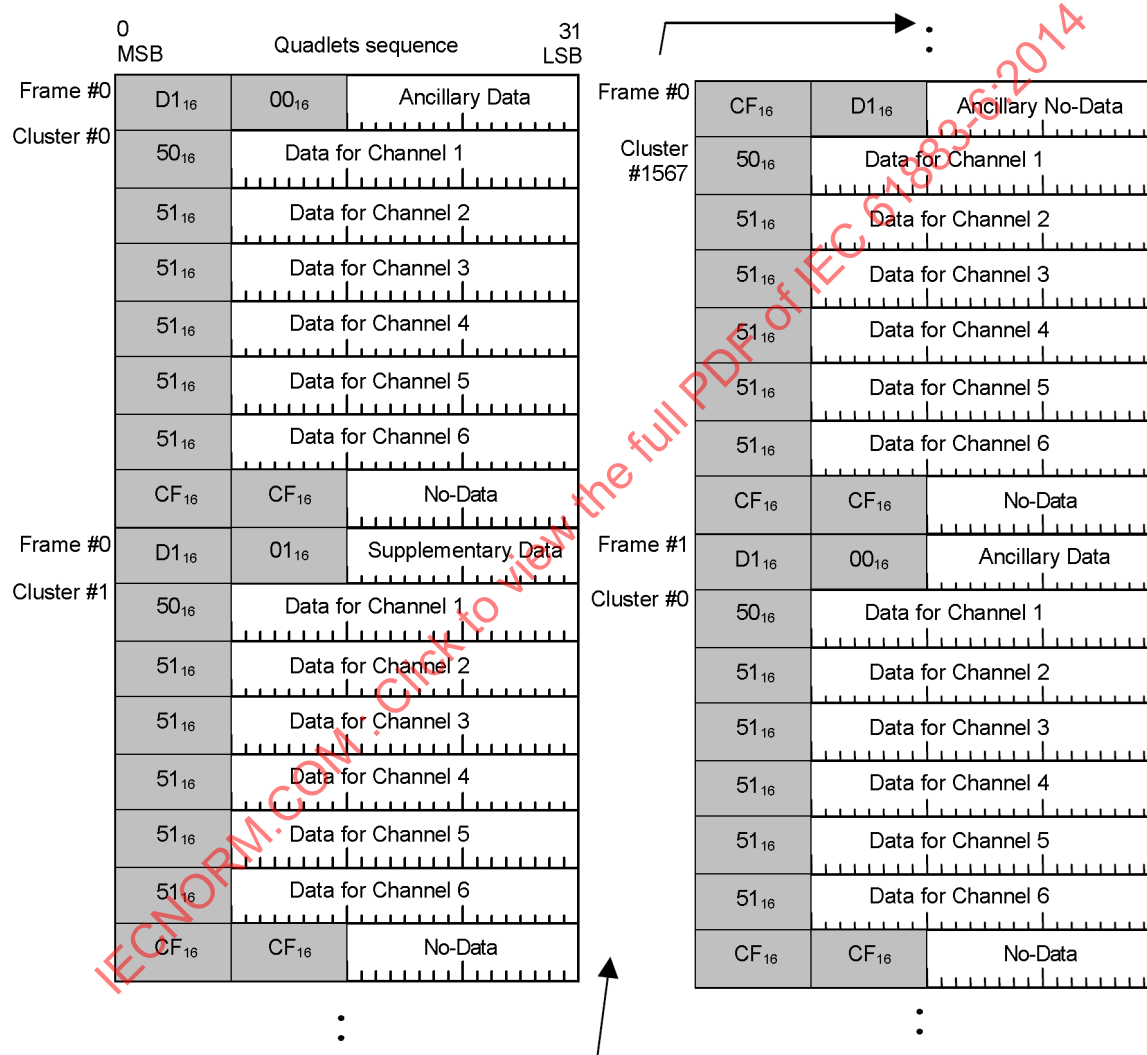 0 31
MSB Quadlets sequence LSB
Frame #0 D1₁₆ 00₁₆ Ancillary Data
Cluster #0
50₁₆ Data for Channel 1
51₁₆ Data for Channel 2
51₁₆ Data for Channel 3
51₁₆ Data for Channel 4
51₁₆ Data for Channel 5
51₁₆ Data for Channel 6
CF₁₆ CF₁₆ No-Data
Frame #0 D1₁₆ 01₁₆ Supplementary Data
Cluster #1
50₁₆ Data for Channel 1
51₁₆ Data for Channel 2
51₁₆ Data for Channel 3
51₁₆ Data for Channel 4
51₁₆ Data for Channel 5
51₁₆ Data for Channel 6
CF₁₆ CF₁₆ No-Data
:
:
Frame #0 CF₁₆ D1₁₆ Ancillary No-Data
Cluster
#1567
50₁₆ Data for Channel 1
51₁₆ Data for Channel 2
51₁₆ Data for Channel 3
51₁₆ Data for Channel 4
51₁₆ Data for Channel 5
51₁₆ Data for Channel 6
CF₁₆ CF₁₆ No-Data
Frame #1 D1₁₆ 00₁₆ Ancillary Data
Cluster #0
50₁₆ Data for Channel 1
51₁₆ Data for Channel 2
51₁₆ Data for Channel 3
51₁₆ Data for Channel 4
51₁₆ Data for Channel 5
51₁₆ Data for Channel 6
CF₁₆ CF₁₆ No-Data
:
IECNORM.COM : Click to view the full PDF of IEC 61883-6:2014